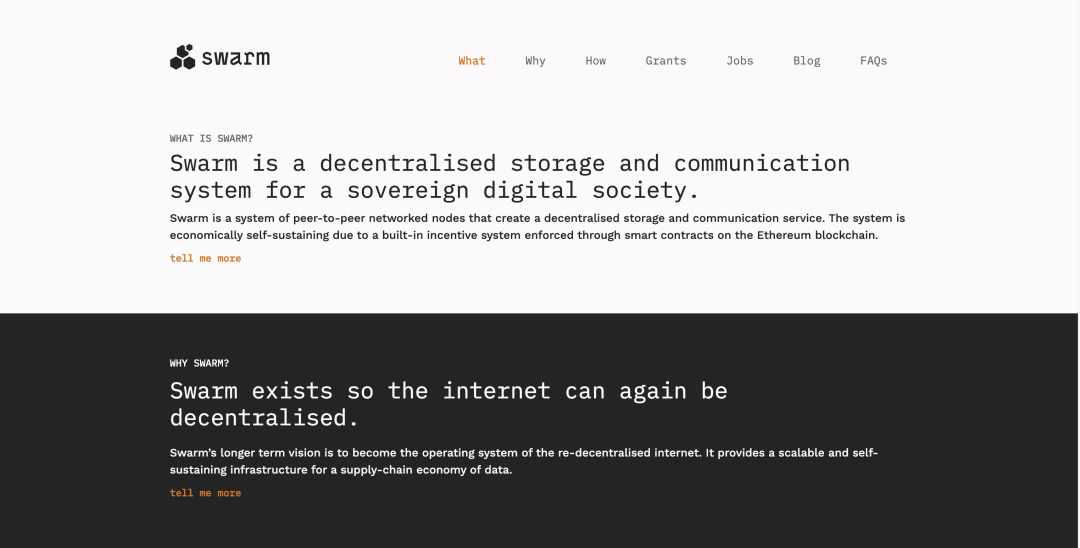 swarm
What Why How Grants Jobs Blog FAQs
WHAT IS SWARM?
Swarm is a decentralised storage and communication
system for a sovereign digital society.
Swarm is a system of peer-to-peer networked nodes that create a decentralised storage and communication service. The system is
economically self-sustaining due to a built-in incentive system enforced through smart contracts on the Ethereum blockchain.
tell me more
WHY SWARM?
Swarm exists so the internet can again be
decentralised.
Swarm’s longer term vision is to become the operating system of the re-decentralised internet. It provides a scalable and self-
sustaining infrastructure for a supply-chain economy of data.
tell me more